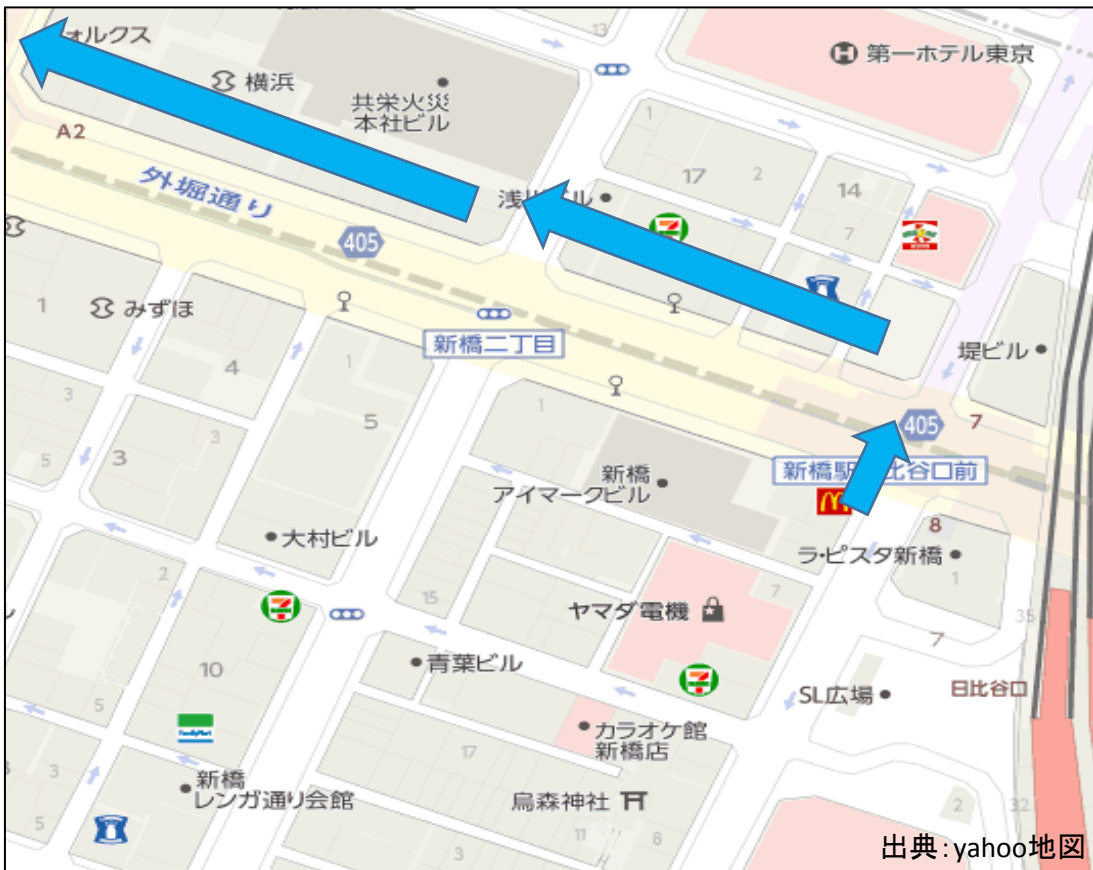 ォルクス
13
第一ホテル東京
横浜
共栄火災
本社ビル
A2
1
17
2
14
浅
ル
外堀通り
7
405
1
みずほ
新橋二丁目
堤ビル
4
1
405
7
3
5
1
3
3
5
新橋
アイマークビル
新橋駅
比谷口前
8
大村ビル
ラ・ピスタ新橋
1
2
7
15
ヤマダ電機
35
7
10
青葉ビル
SL広場
日比谷口
5
カラオケ館
新橋店
FamilyMart
17
3
新橋
レンガ通り会館
烏森神社
2
32
5
11
8
3
出典:yahoo地図